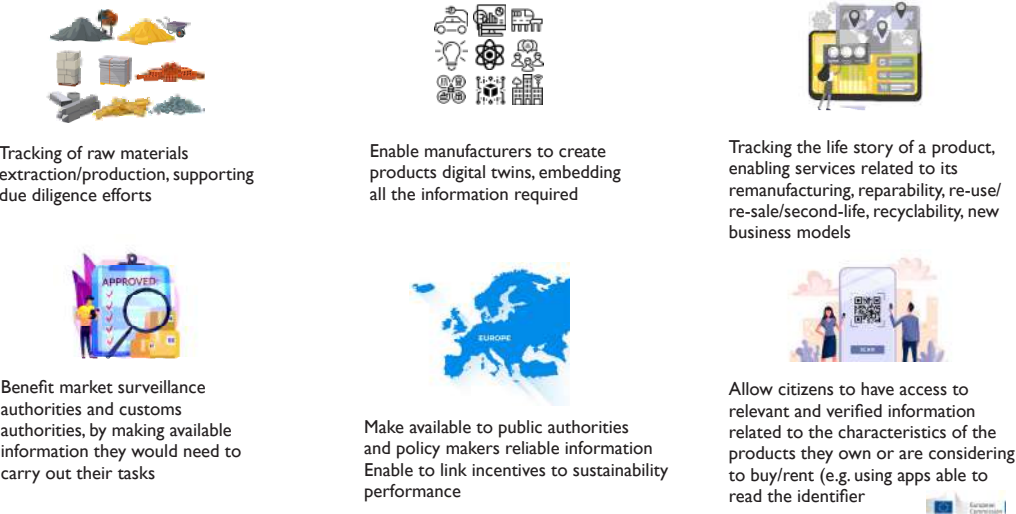 Tracking of raw materials
extraction/production, supporting
due diligence efforts
Enable manufacturers to create
products digital twins, embedding
all the information required
Tracking the life story of a product,
enabling services related to its
remanufacturing, reparability, re-use/
re-sale/second-life, recyclability, new
business models
APPROVED
Benefit market surveillance
authorities and customs
authorities, by making available
information they would need to
carry out their tasks
EUROPE
Make available to public authorities
and policy makers reliable information
Enable to link incentives to sustainability
performance
SCAN
Allow citizens to have access to
relevant and verified information
related to the characteristics of the
products they own or are considering
to buy/rent (e.g. using apps able to
read the identifier
European
Commission